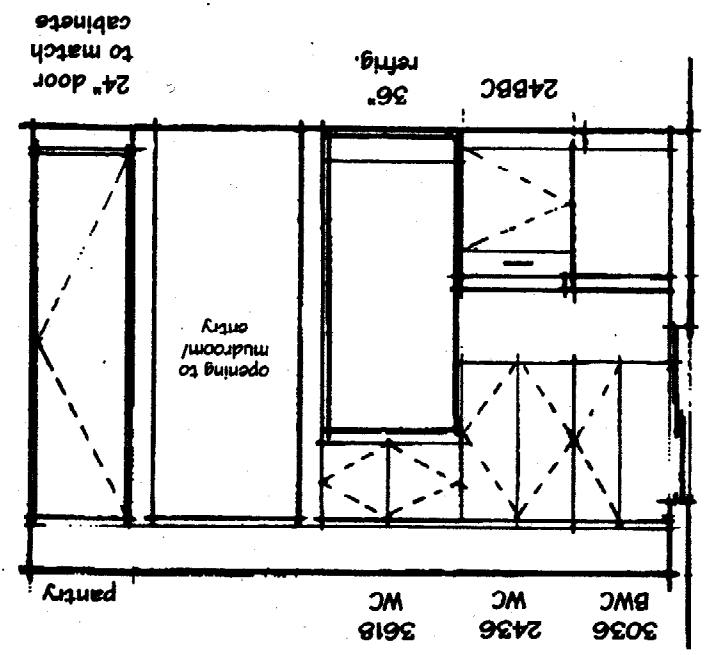 3036
BWC
2436
WC
3618
WC
pantry
opening to
mudroom/
entry
24BBC
36"
refrig.
24" door
to match
cabinets